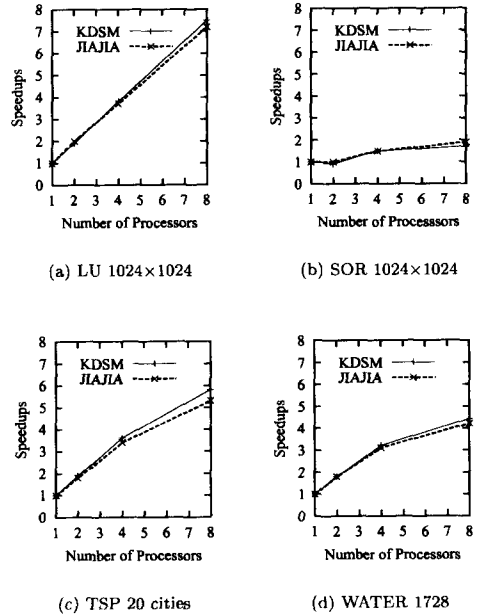 8
7
6
5
4
3
2
1
0
Speedups
KDSM
JIAJIA
1 2 3 4 5 6 7 8
Number of Processors
(a) LU 1024×1024
8
7
6
5
4
3
2
1
0
Speedups
KDSM
JIAJIA
1 2 3 4 5 6 7 8
Number of Processsors
(b) SOR 1024×1024
8
7
6
5
4
3
2
1
0
Speedups
KDSM
JIAJIA
1 2 3 4 5 6 7 8
Number of Processors
(c) TSP 20 cities
8
7
6
5
4
3
2
1
0
Speedups
KDSM
JIAJIA
1 2 3 4 5 6 7 8
Number of Processors
(d) WATER 1728